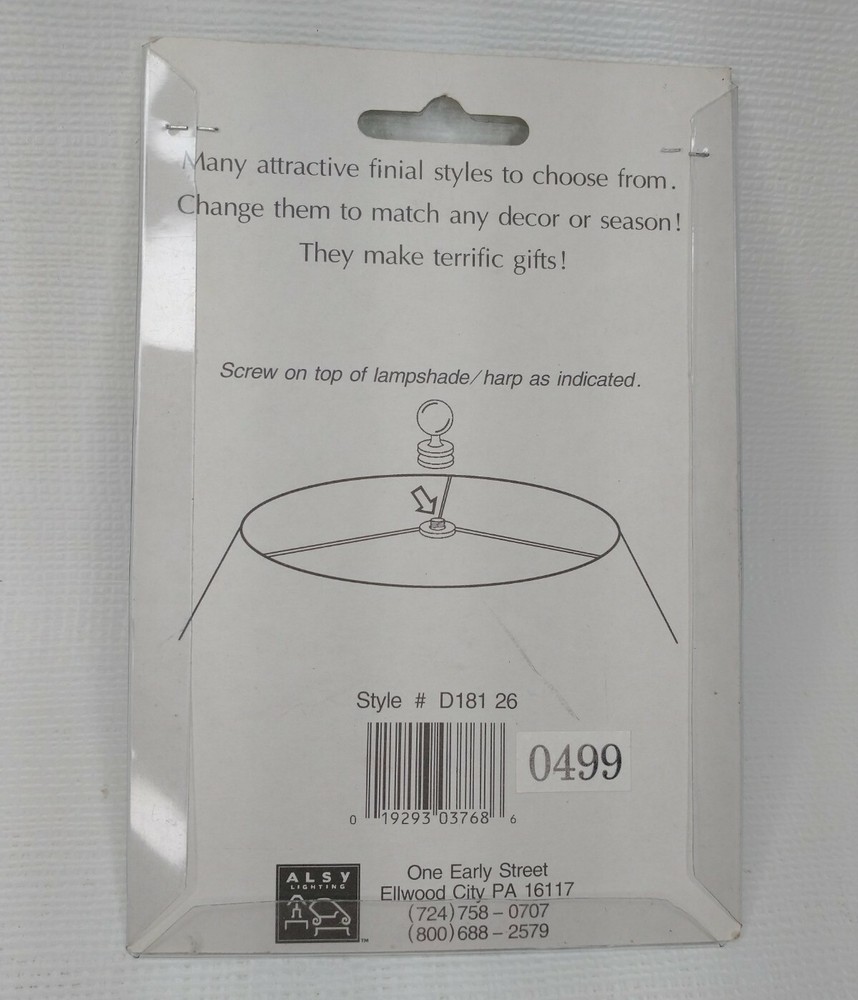 Many attractive finial styles to choose from.
Change them to match any decor or season!
They make terrific gifts!
Screw on top of lampshade/harp as indicated.
Style # D181 26
0499
0 19293 03768 6
ALSY
LIGHTING
TM
One Early Street
Ellwood City PA 16117
(724)758-0707
(800)688-2579